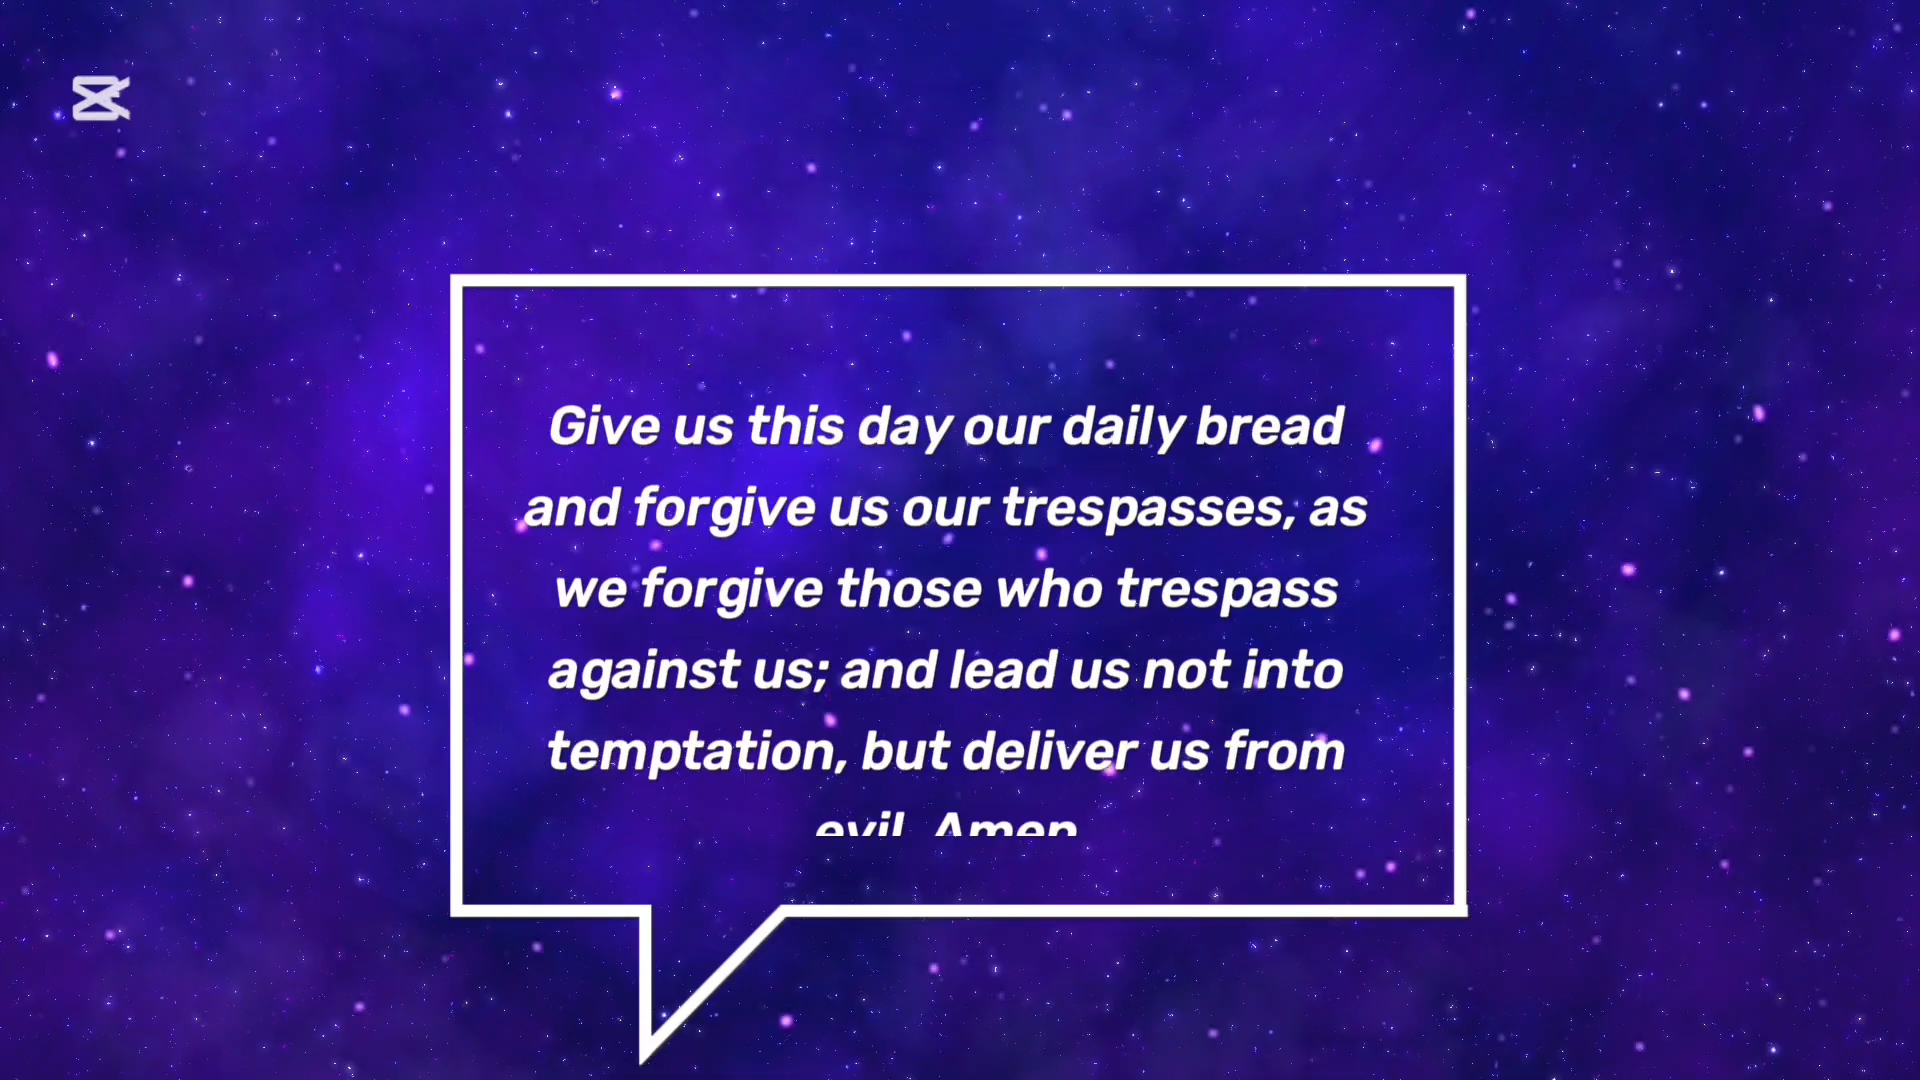 Give us this day our daily bread
and forgive us our trespasses, as
we forgive those who trespass
against us; and lead us not into
temptation, but deliver us from
evil. Amen